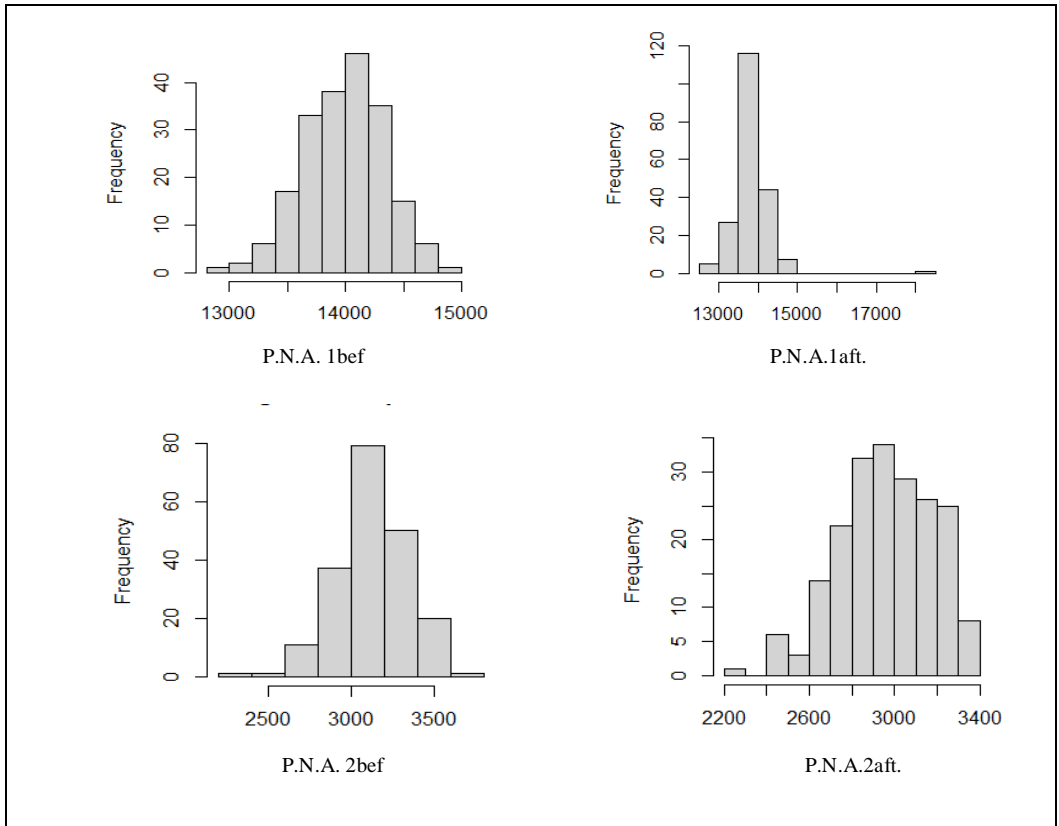 Frequency
0 10 20 30 40
13000 14000 15000
P.N.A. 1bef
Frequency
0 20 40 60 80 120
13000 15000 17000
P.N.A.1aft.
Frequency
0 20 40 60 80
2500 3000 3500
P.N.A. 2bef
Frequency
0 5 10 20 30
2200 2600 3000 3400
P.N.A.2aft.